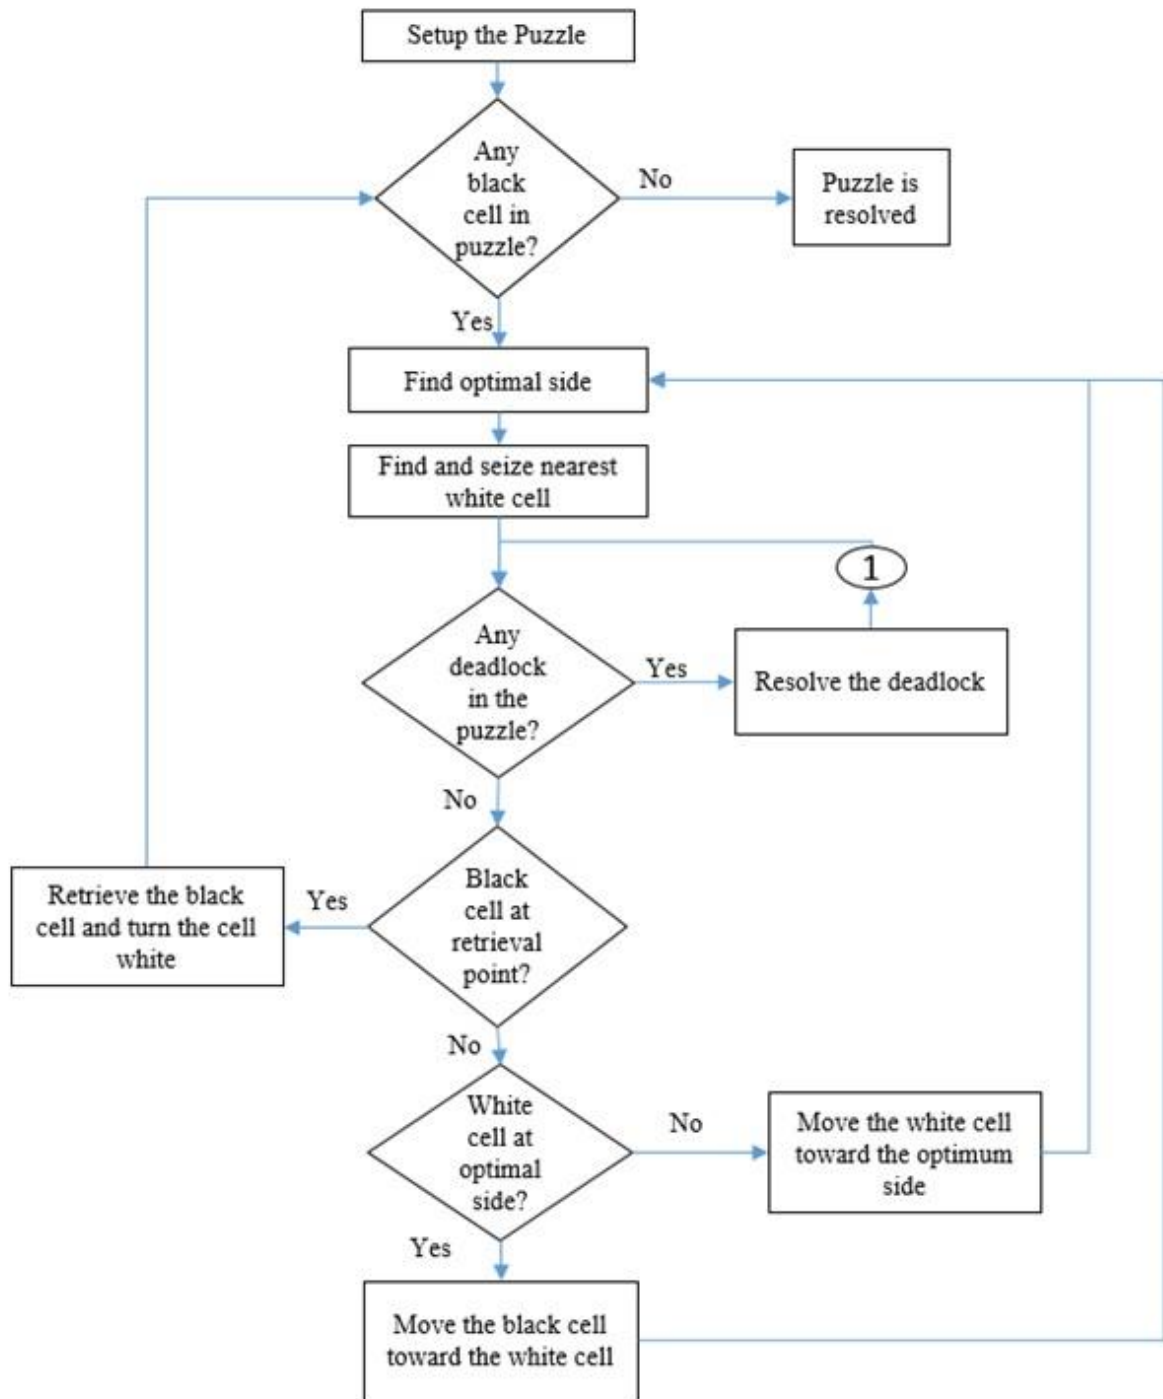 Setup the Puzzle
Any
black
cell in
puzzle?
No
Puzzle is
resolved
Yes
Find optimal side
Find and seize nearest
white cell
1
Any
deadlock
in the
puzzle?
Yes
Resolve the deadlock
No
Black
cell at
retrieval
point?
Yes
Retrieve the black
cell and turn the cell
white
No
White
cell at
optimal
side?
No
Move the white cell
toward the optimum
side
Yes
Move the black cell
toward the white cell